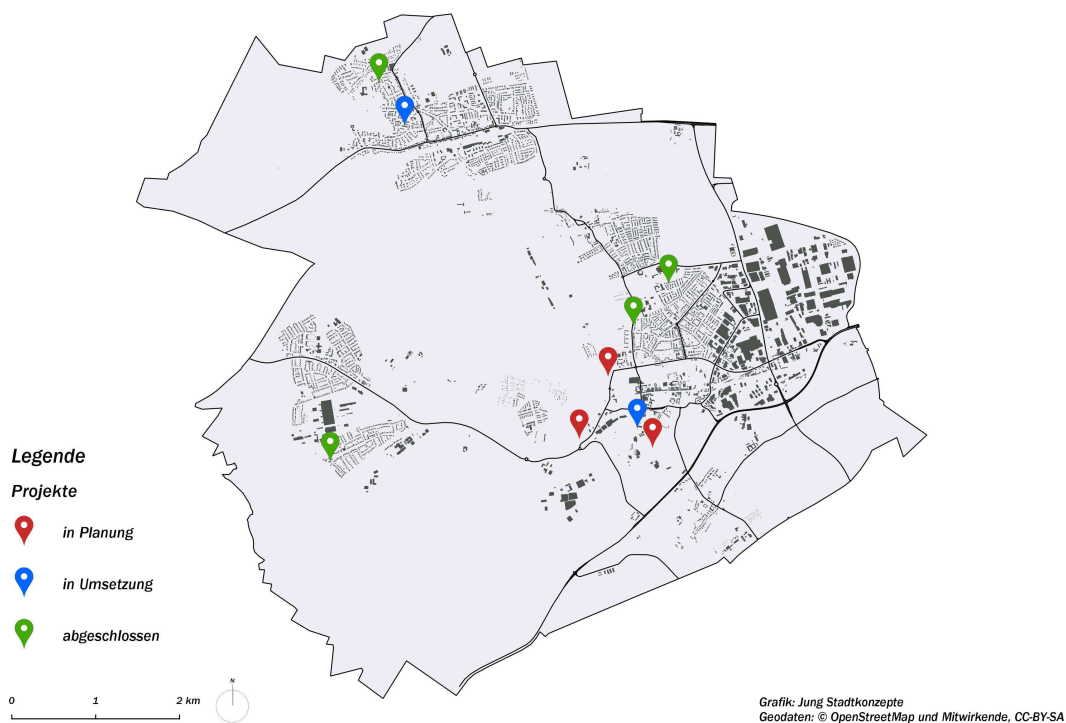 Legende
Projekte
in Planung
in Umsetzung
abgeschlossen
0 1 2 km
N
Grafik: Jung Stadtkonzepte
Geodaten: © OpenStreetMap und Mitwirkende, CC-BY-SA